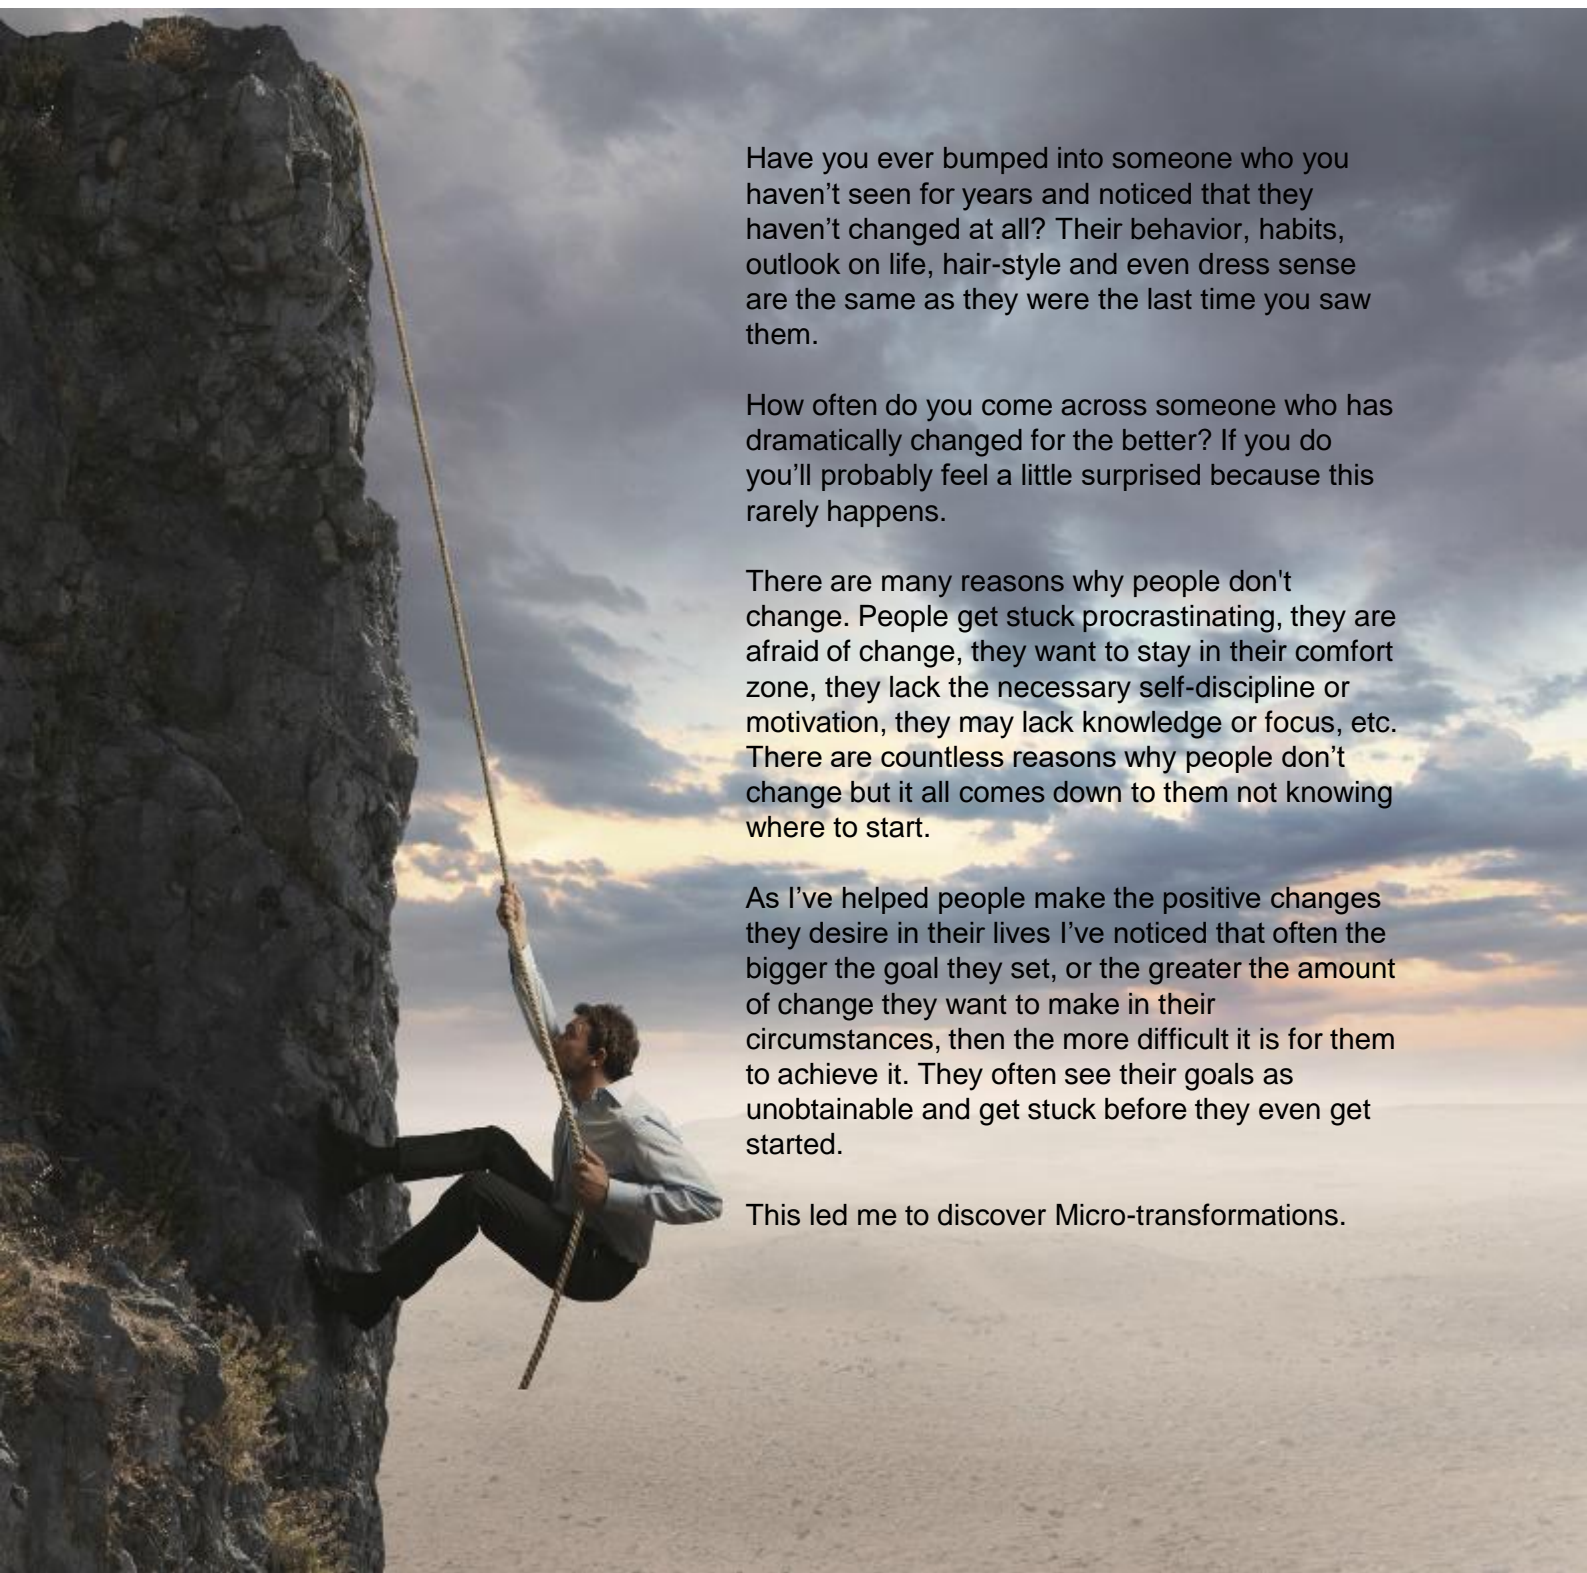 Have you ever bumped into someone who you
haven’t seen for years and noticed that they
haven’t changed at all? Their behavior, habits,
outlook on life, hair-style and even dress sense
are the same as they were the last time you saw
them.
How often do you come across someone who has
dramatically changed for the better? If you do
you’ll probably feel a little surprised because this
rarely happens.
There are many reasons why people don't
change. People get stuck procrastinating, they are
afraid of change, they want to stay in their comfort
zone, they lack the necessary self-discipline or
motivation, they may lack knowledge or focus, etc.
There are countless reasons why people don’t
change but it all comes down to them not knowing
where to start.
As I’ve helped people make the positive changes
they desire in their lives I’ve noticed that often the
bigger the goal they set, or the greater the amount
of change they want to make in their
circumstances, then the more difficult it is for them
to achieve it. They often see their goals as
unobtainable and get stuck before they even get
started.
This led me to discover Micro-transformations.